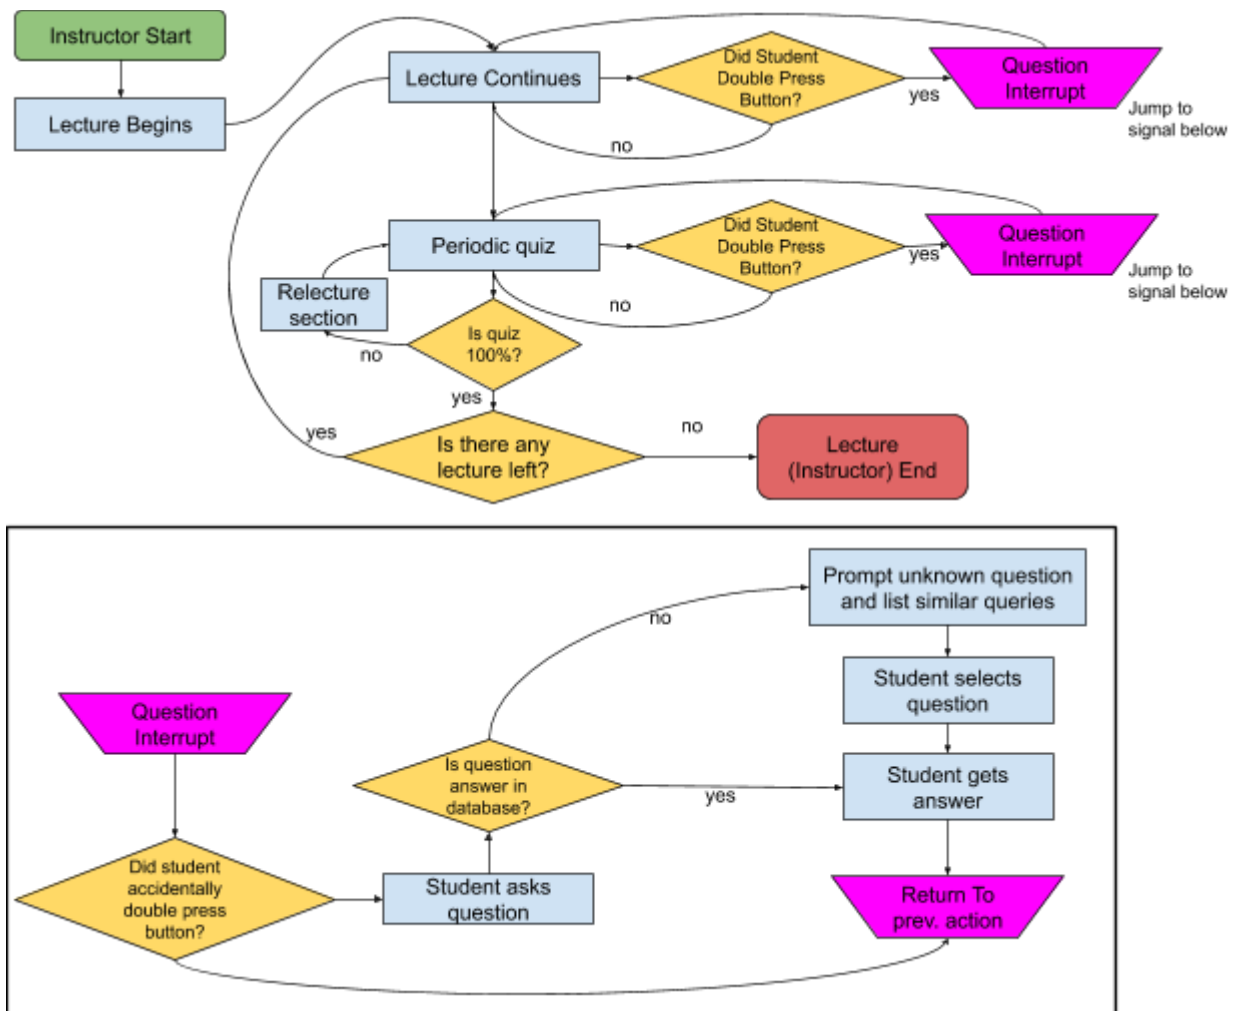 Instructor Start
Lecture Begins
Lecture Continues
Did Student
Double Press
Button?
yes
Question
Interrupt
Jump to
signal below
no
Periodic quiz
Did Student
Double Press
Button?
yes
Question
Interrupt
Jump to
signal below
no
Relecture
section
Is quiz
100%?
no
yes
Is there any
lecture left?
yes
no
Lecture
(Instructor) End
Prompt unknown question
and list similar queries
no
Student selects
question
Question
Interrupt
Is question
answer in
database?
yes
Student gets
answer
Did student
accidentally
double press
button?
Student asks
question
Return To
prev. action